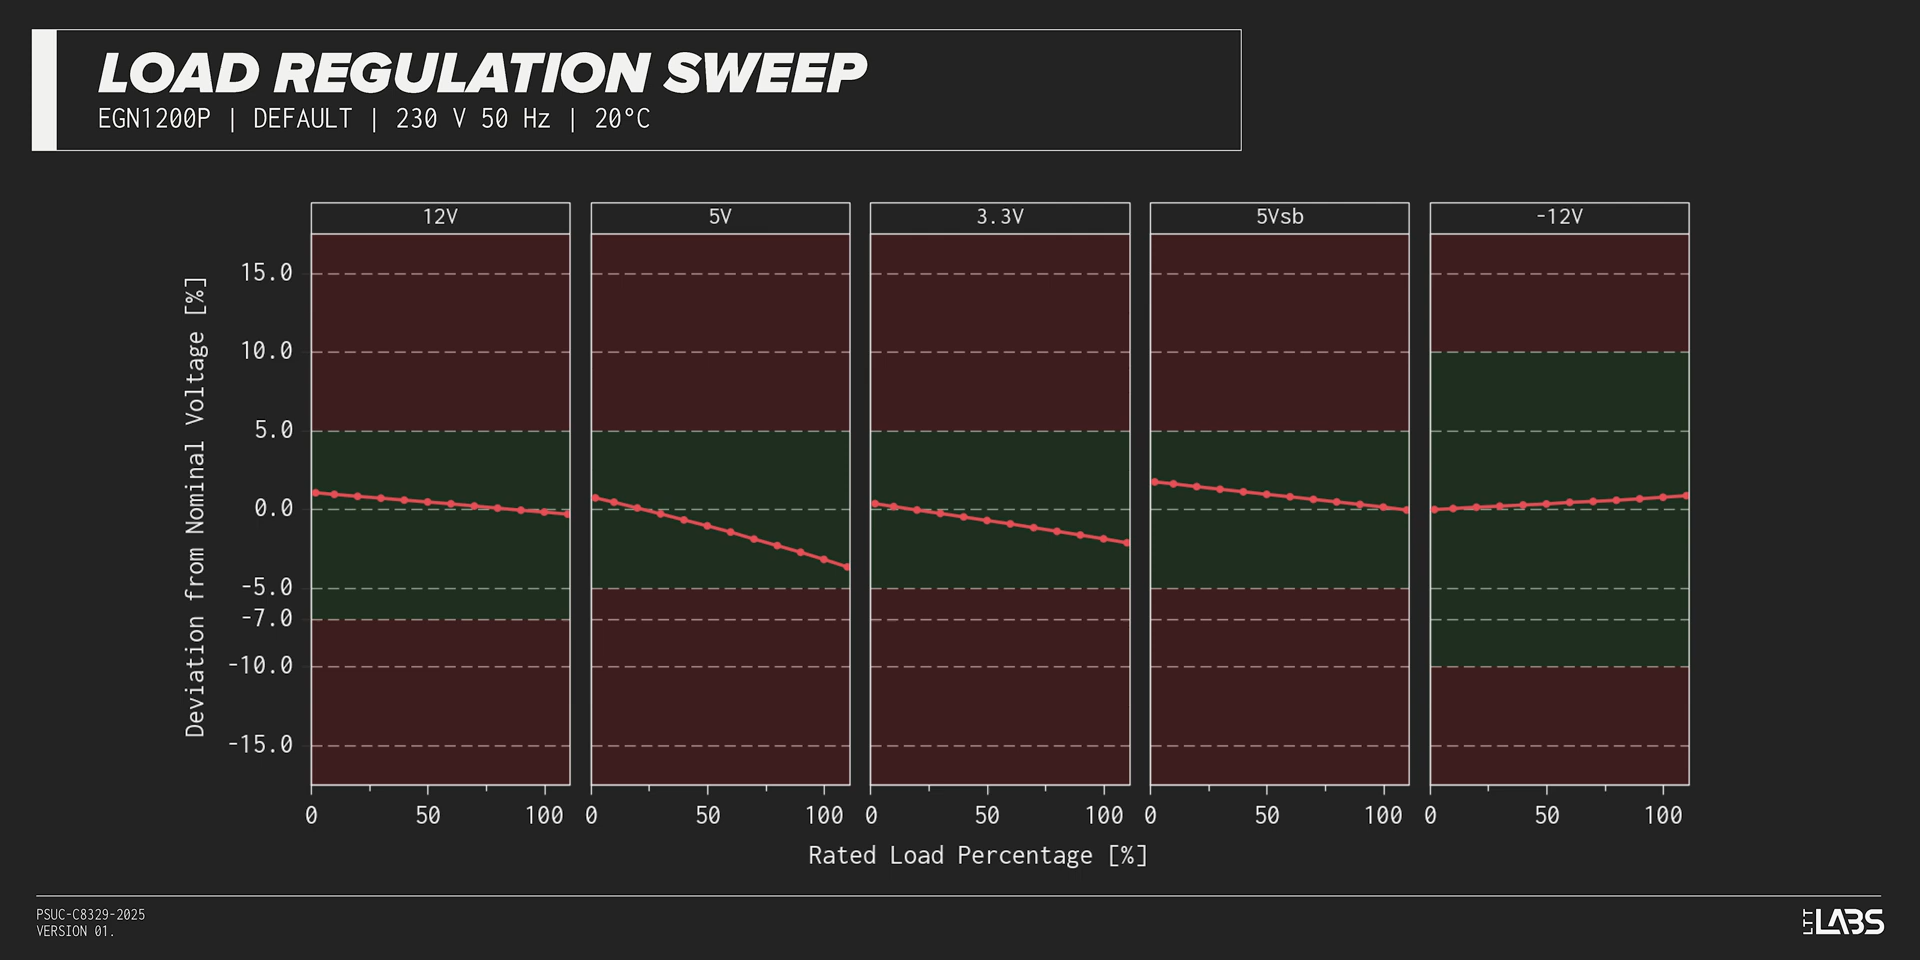 LOAD REGULATION SWEEP
EGN1200P | DEFAULT | 230 V 50 Hz | 20°C
12V 5V 3.3V 5Vsb -12V
Deviation from Nominal Voltage [%]
15.0
10.0
5.0
0.0
-5.0
-7.0
-10.0
-15.0
0 50 100 0 50 100 0 50 100 0 50 100 0 50 100
Rated Load Percentage [%]
PSUC-C8329-2025
VERSION 01.
LTT LABS